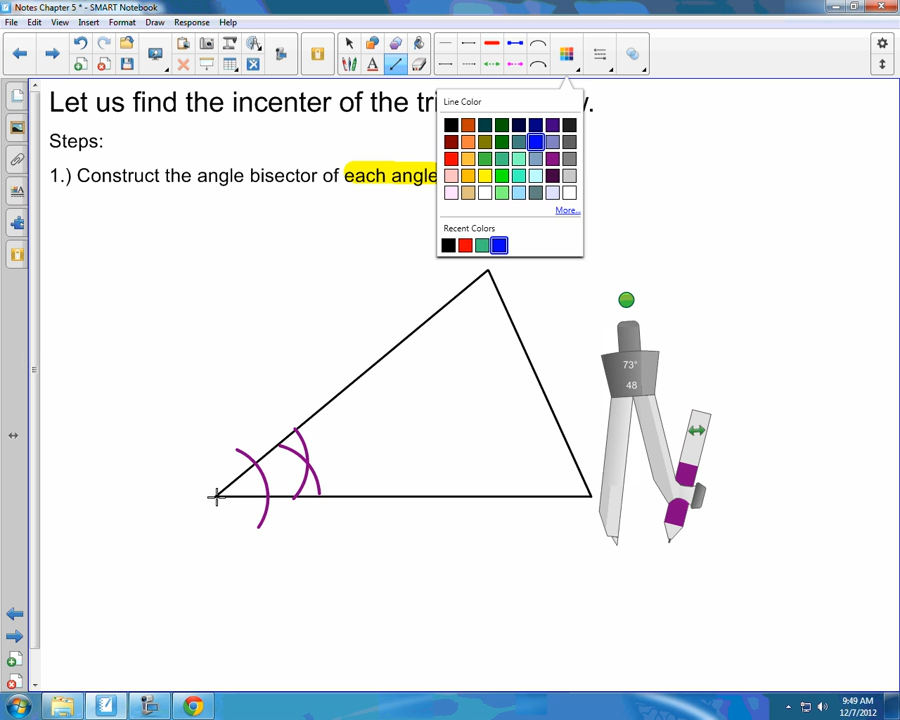 Notes Chapter 5 * - SMART Notebook
File Edit View Insert Format Draw Response Help
Let us find the incenter of the tri
Line Color
Steps:
1.) Construct the angle bisector of each angle
More...
Recent Colors
73°
48
9:49 AM
12/7/2012